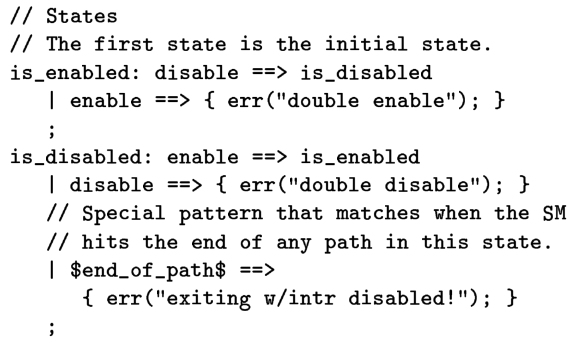 // States
// The first state is the initial state.
is_enabled: disable ==> is_disabled
| enable ==> { err("double enable"); }
;
is_disabled: enable ==> is_enabled
| disable ==> { err("double disable"); }
// Special pattern that matches when the SM
// hits the end of any path in this state.
| $end_of_path$ ==>
{ err("exiting w/intr disabled!"); }
;